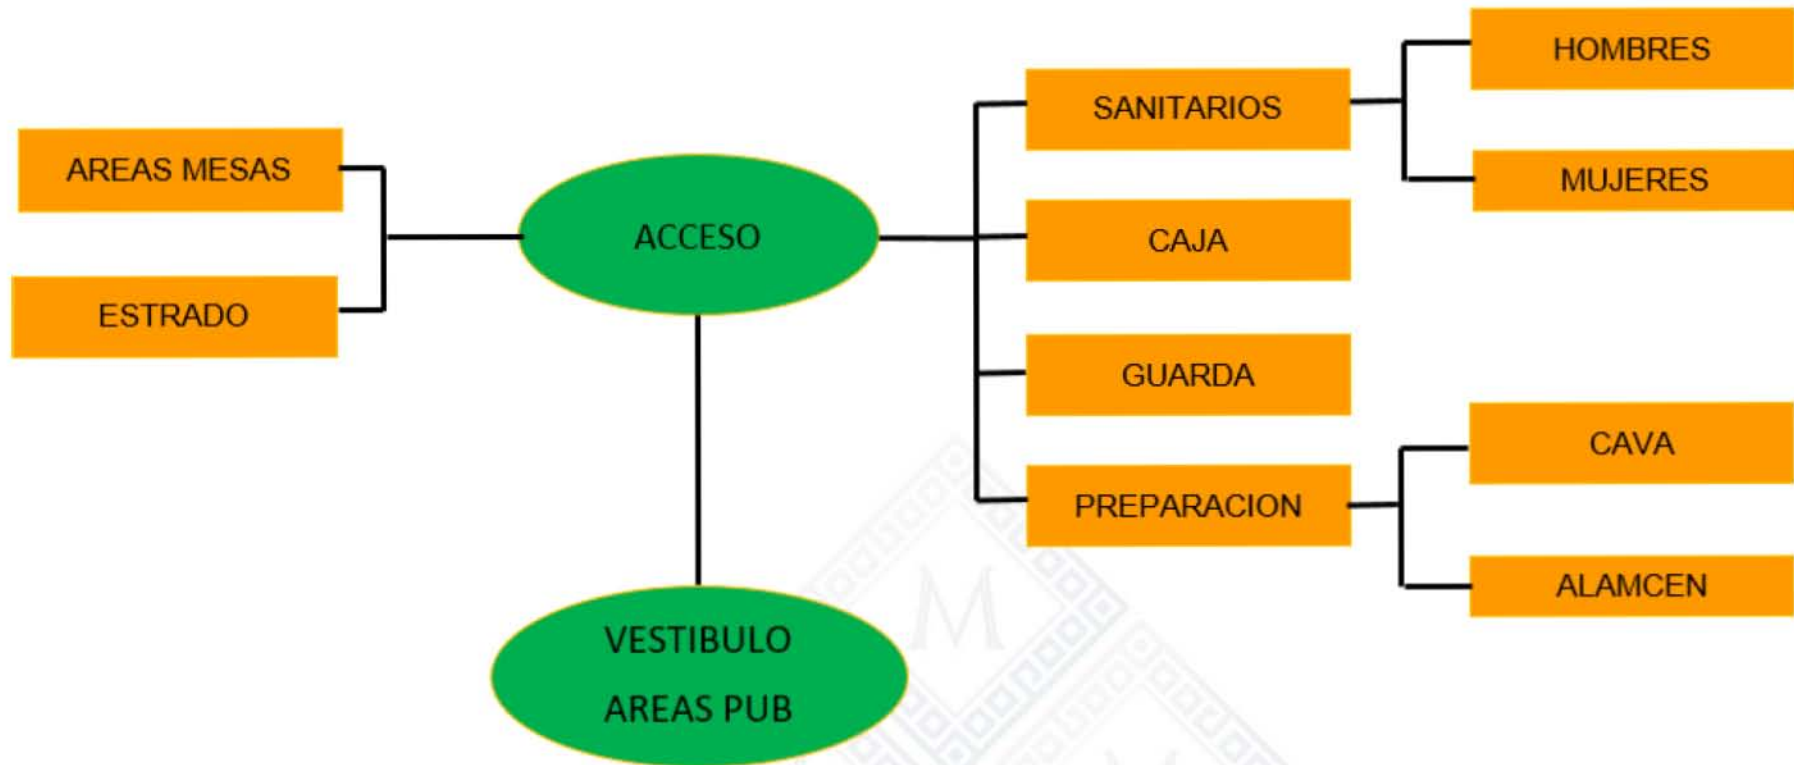 HOMBRES
SANITARIOS
AREAS MESAS
MUJERES
ACCESO
CAJA
ESTRADO
GUARDA
CAVA
PREPARACION
ALAMCEN
VESTIBULO
AREAS PUB
M